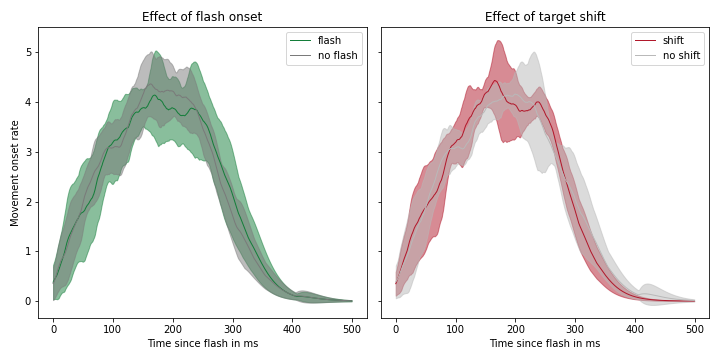 Effect of flash onset
Effect of target shift
flash
no flash
shift
no shift
Movement onset rate
5
4
3
2
1
0
0 100 200 300 400 500
0 100 200 300 400 500
Time since flash in ms
Time since flash in ms